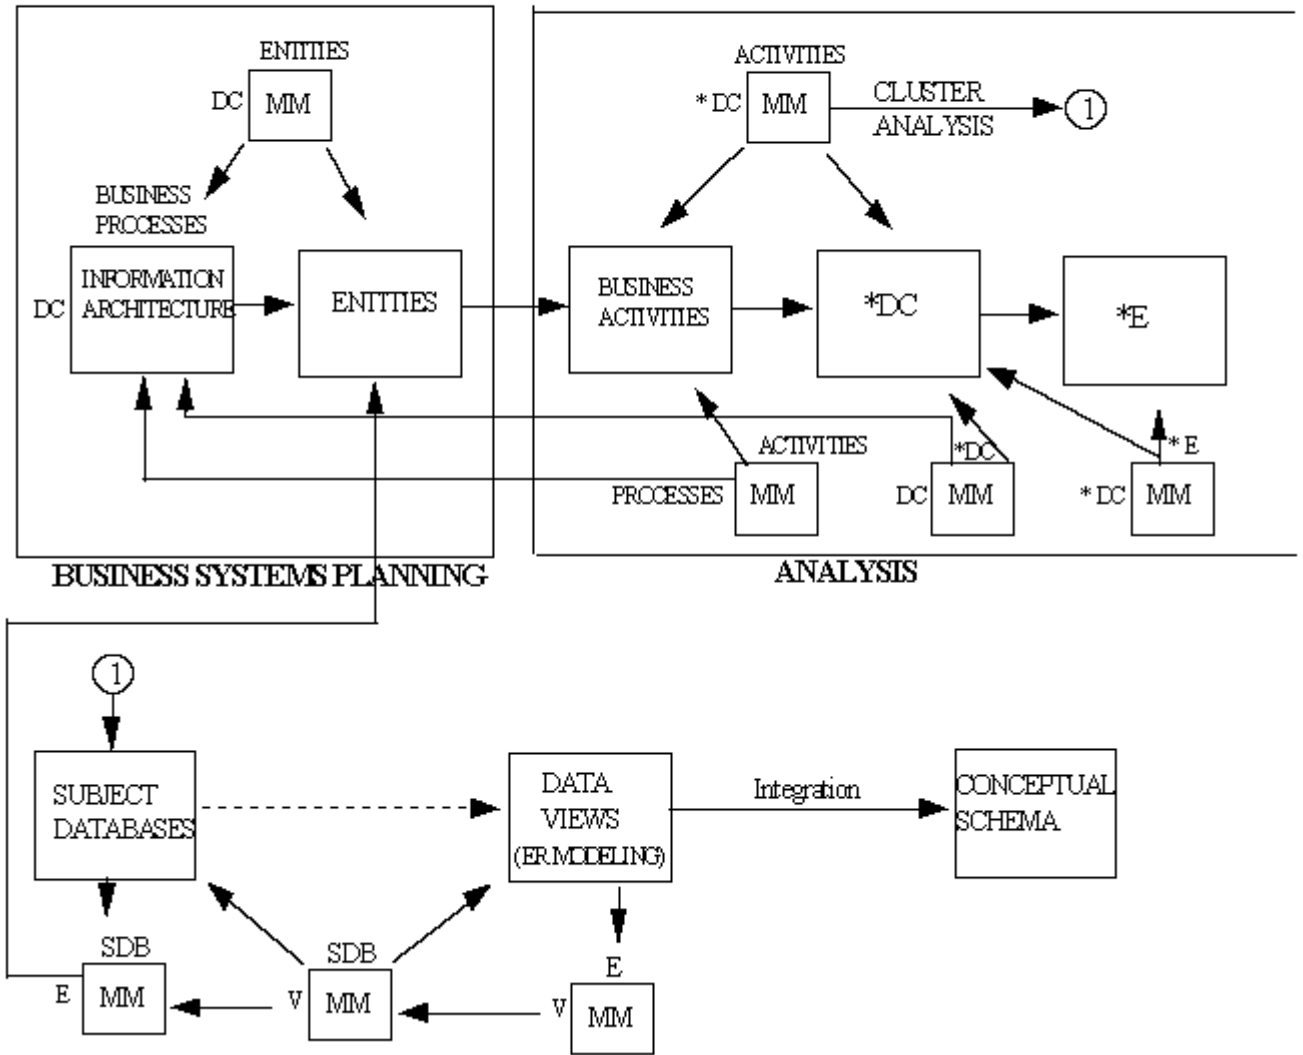 ENTITIES
DC MM
BUSINESS
PROCESSES
DC INFORMATION
ARCHITECTURE
ENTITIES
BUSINESS SYSTEMS PLANNING
ACTIVITIES
* DC MM
CLUSTER
ANALYSIS
1
BUSINESS
ACTIVITIES
*DC
*E
ACTIVITIES
PROCESSES MM
*DC
DC MM
* E
* DC MM
ANALYSIS
1
SUBJECT
DATABASES
DATA
VIEWS
(ER MODELING)
Integration
CONCEPTUAL
SCHEMA
SDB
E MM
SDB
V MM
E
V MM